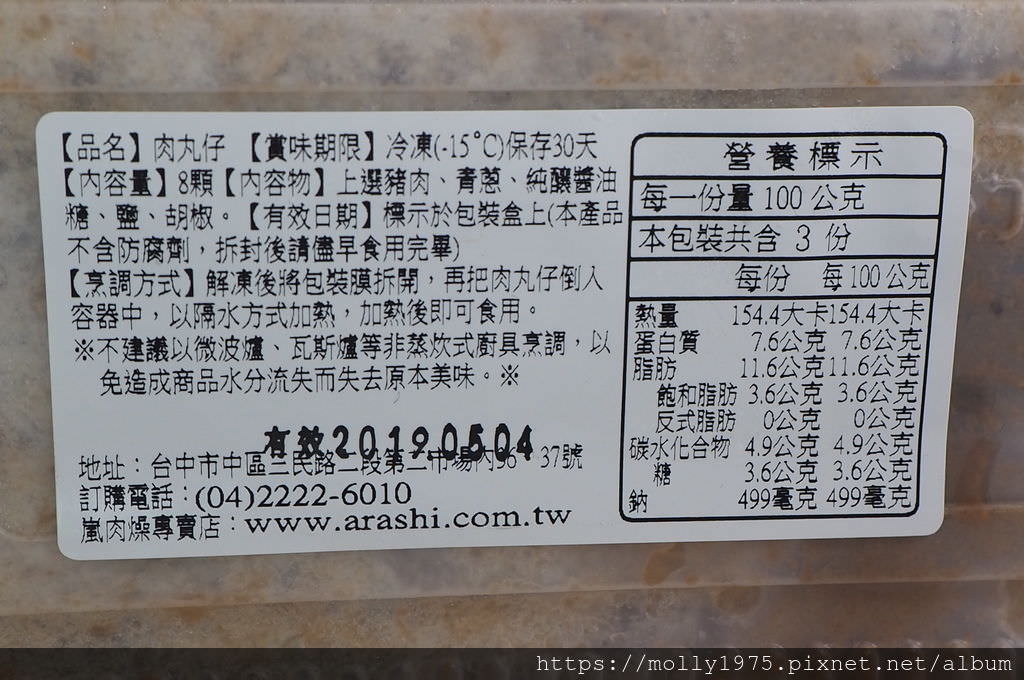 【品名】肉丸仔 【賞味期限】冷凍(-15°C)保存30天
【內容量】8顆【內容物】上選豬肉、青蔥、純釀醬油
糖、鹽、胡椒。【有效日期】標示於包裝盒上(本產品
不含防腐劑，拆封後請儘早食用完畢)
【烹調方式】解凍後將包裝膜拆開，再把肉丸仔倒入
容器中，以隔水方式加熱，加熱後即可食用。
※不建議以微波爐、瓦斯爐等非蒸炊式廚具烹調，以
免造成商品水分流失而失去原本美味。※
有效20190504
地址：台中市中區三民路二段第二市場內 37號
訂購電話：(04)2222-6010
嵐肉燥專賣店：www.arashi.com.tw
營養標示
每一份量 100 公克
本包裝共含 3 份
每份 每100公克
熱量 154.4大卡 154.4大卡
蛋白質 7.6公克 7.6公克
脂肪 11.6公克 11.6公克
飽和脂肪 3.6公克 3.6公克
反式脂肪 0公克 0公克
碳水化合物 4.9公克 4.9公克
糖 3.6公克 3.6公克
鈉 499毫克 499毫克
https://molly1975.pixnet.net/album